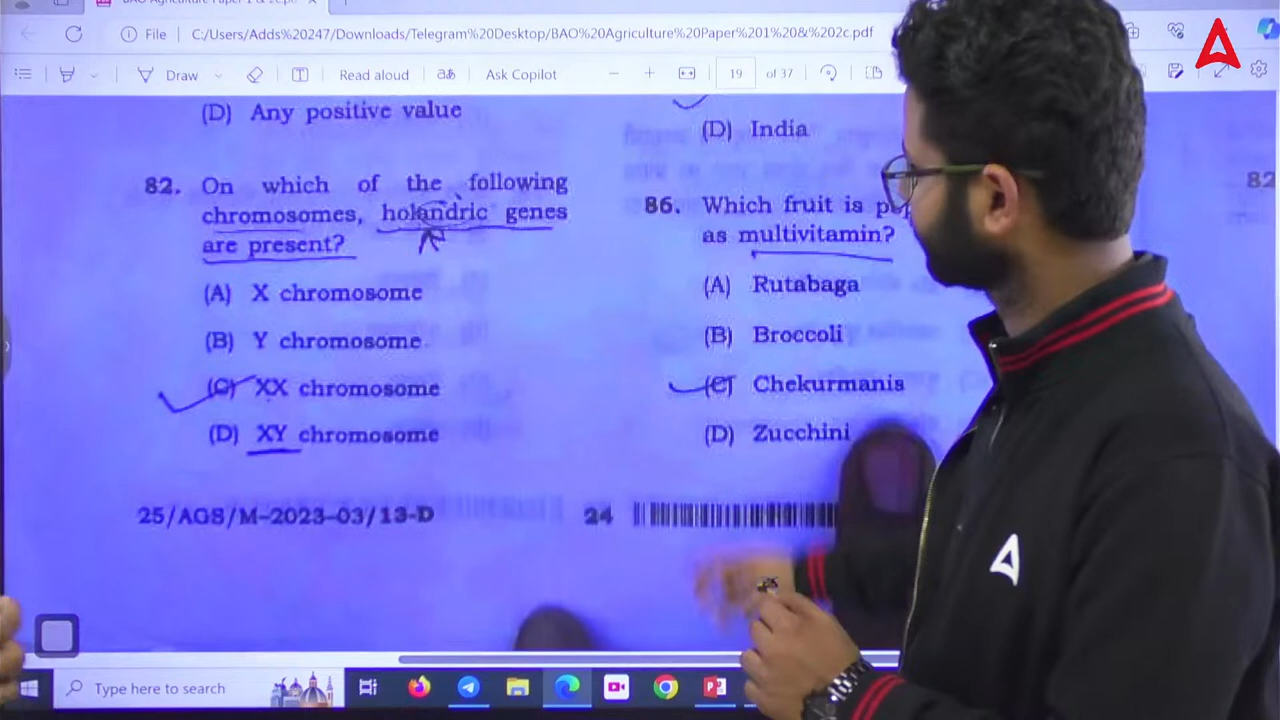 File
C:/Users/Adds%20247/Downloads/Telegram%20Desktop/BAO%20Agriculture%20Paper%201%20&%202c.pdf
Draw
Read aloud
Ask Copilot
19 of 37
(D) Any positive value
82. On which of the following
chromosomes, holandric genes
are present?
(A) X chromosome
(B) Y chromosome
(C) XX chromosome
(D) XY chromosome
25/AGS/M-2023-03/13-D
24
(D) India
86. Which fruit is
as multivitamin?
(A) Rutabaga
(B) Broccoli
(C) Chekurmanis
(D) Zucchini
82
Type here to search